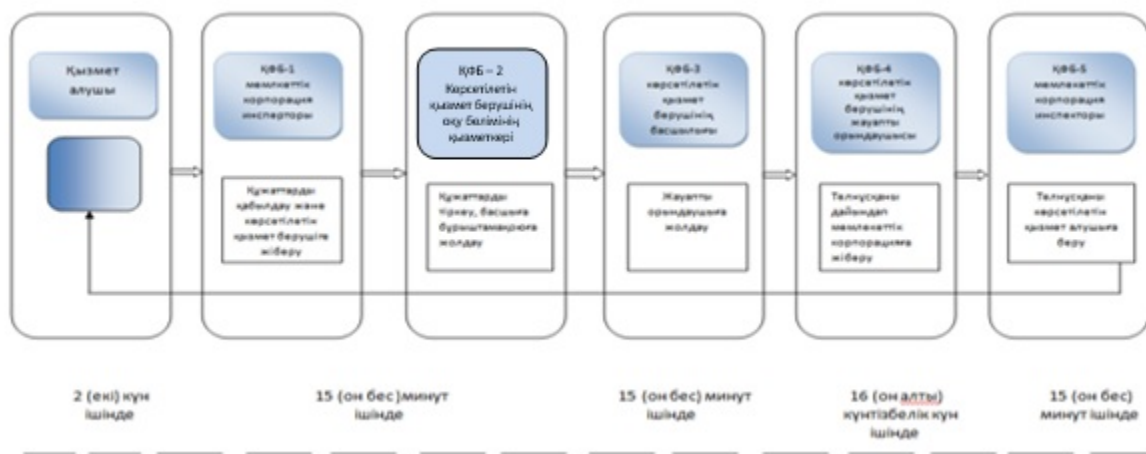 Қызмет
алушы
ҚФБ-1
мемлекеттік
корпорация
инспекторы
Құжаттарды
қабылдау және
көрсетілетін
қызмет берушіге
жіберу
ҚФБ – 2
Көрсетілетін
қызмет берушінің
оқу бөлімінің
қызметкері
Құжаттарды
тіркеу, басшыға
бұрыштамақоюға
жолдау
ҚФБ-3
көрсетілетін
қызмет
берушінің
басшылығы
Жауапты
орындаушыға
жолдау
ҚФБ-4
көрсетілетін
қызмет
берушінің
жауапты
орындаушысы
Телнұсқаны
дайындап
мемлекеттік
корпорацияға
жіберу
ҚФБ-5
мемлекеттік
корпорация
инспекторы
Телнұсқаны
көрсетілетін
қызмет алушыға
беру
2 (екі) күн
ішінде
15 (он бес )минут
ішінде
15 (он бес) минут
ішінде
16 (он алты)
күнтізбелік күн
ішінде
15 (он бес)
минут ішінде